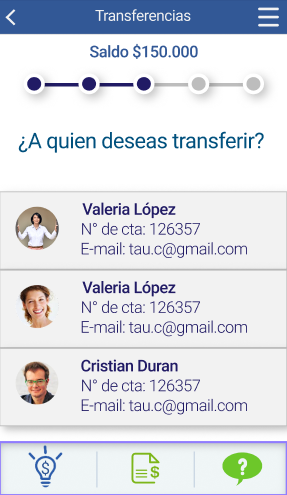 Transferencias
Saldo $150.000
¿A quien deseas transferir?
Valeria López
N° de cta: 126357
E-mail: tau.c@gmail.com
Valeria López
N° de cta: 126357
E-mail: tau.c@gmail.com
Cristian Duran
N° de cta: 126357
E-mail: tau.c@gmail.com
$ $ ?